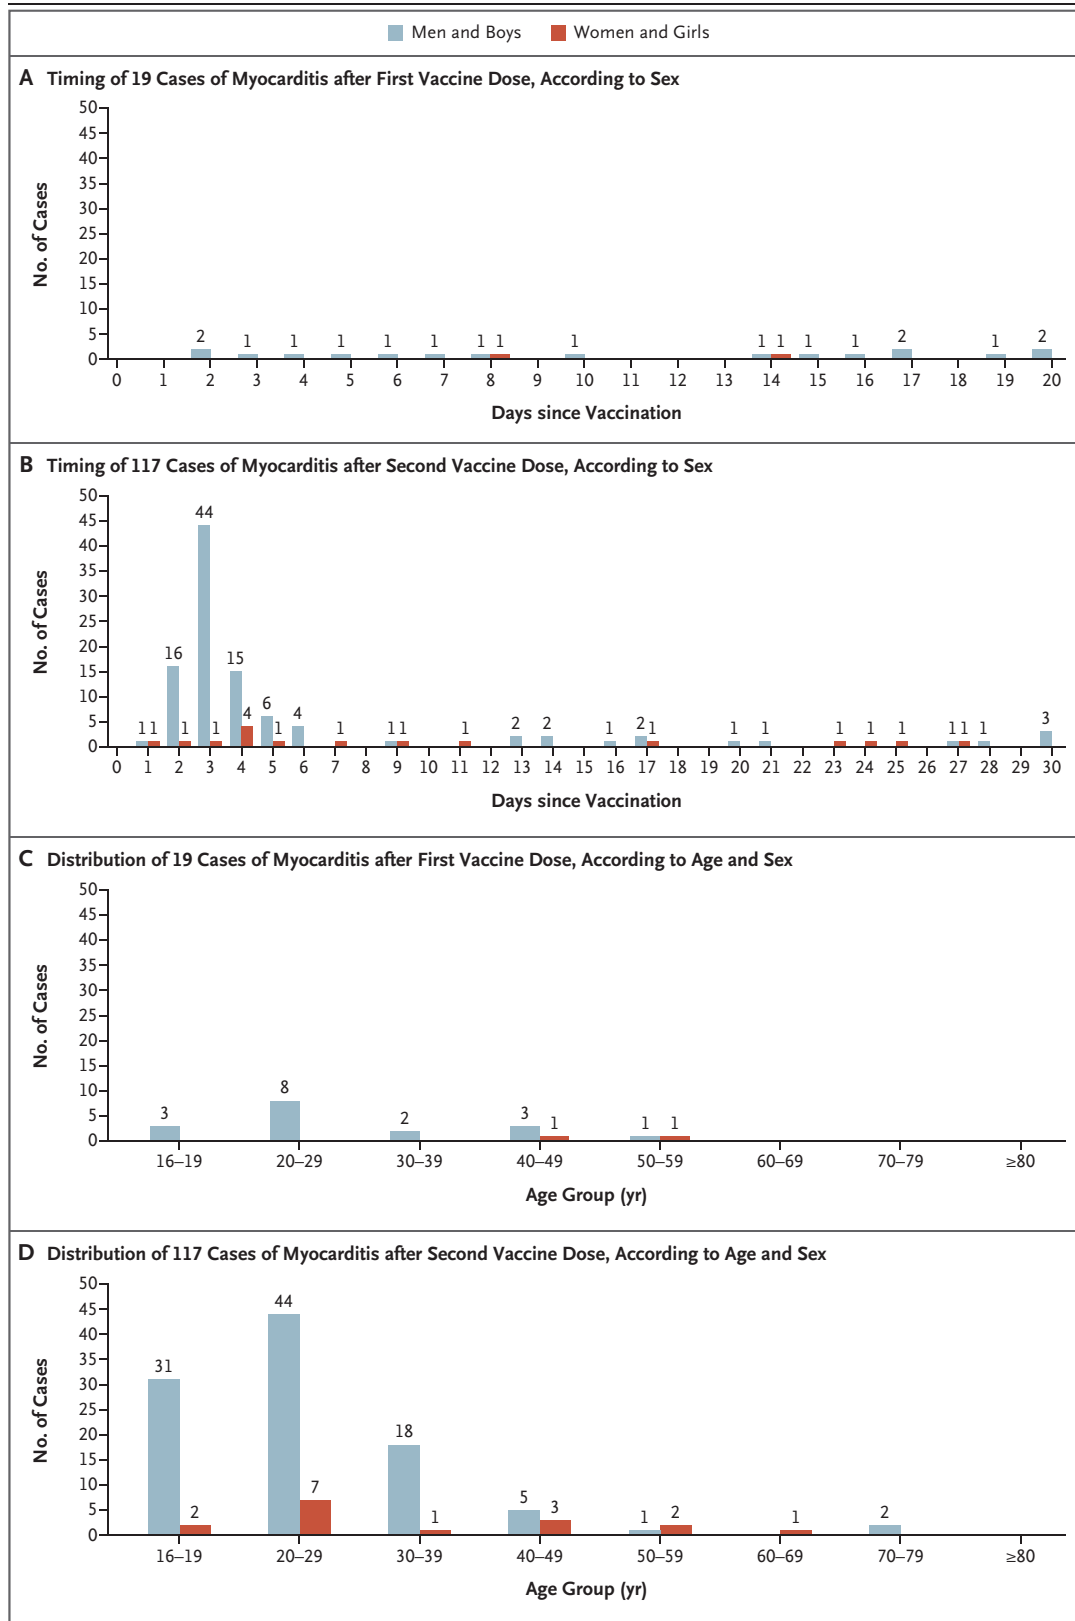 Men and Boys Women and Girls
A Timing of 19 Cases of Myocarditis after First Vaccine Dose, According to Sex
No. of Cases
50
45
40
35
30
25
20
15
10
5
0
2 1 1 1 1 1 1 1 1 1 1 1 1 2 1 2
0 1 2 3 4 5 6 7 8 9 10 11 12 13 14 15 16 17 18 19 20
Days since Vaccination
B Timing of 117 Cases of Myocarditis after Second Vaccine Dose, According to Sex
No. of Cases
50
45
40
35
30
25
20
15
10
5
0
1 1 16 1 44 1 15 4 6 1 4 1 1 1 1 2 2 1 2 1 1 1 1 1 1 1 1 1 3
0 1 2 3 4 5 6 7 8 9 10 11 12 13 14 15 16 17 18 19 20 21 22 23 24 25 26 27 28 29 30
Days since Vaccination
C Distribution of 19 Cases of Myocarditis after First Vaccine Dose, According to Age and Sex
No. of Cases
50
45
40
35
30
25
20
15
10
5
0
3 8 2 3 1 1 1
16–19 20–29 30–39 40–49 50–59 60–69 70–79 ≥80
Age Group (yr)
D Distribution of 117 Cases of Myocarditis after Second Vaccine Dose, According to Age and Sex
No. of Cases
50
45
40
35
30
25
20
15
10
5
0
31 2 44 7 18 1 5 3 1 2 1 2
16–19 20–29 30–39 40–49 50–59 60–69 70–79 ≥80
Age Group (yr)